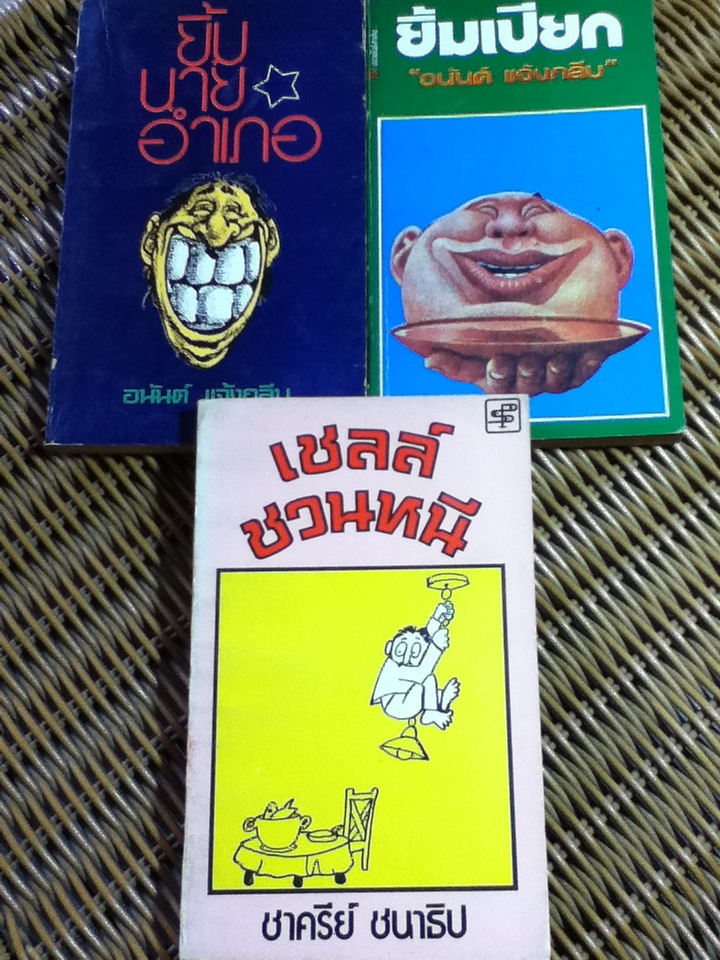 ยิ้ม
นาย
อำเภอ
อนันต์ แจ้งกลีบ
ยิ้มเปียก
"อนันต์ แจ้งกลีบ"
เชลล์
ชวนหนี
ชาครีย์ ชนาธิป